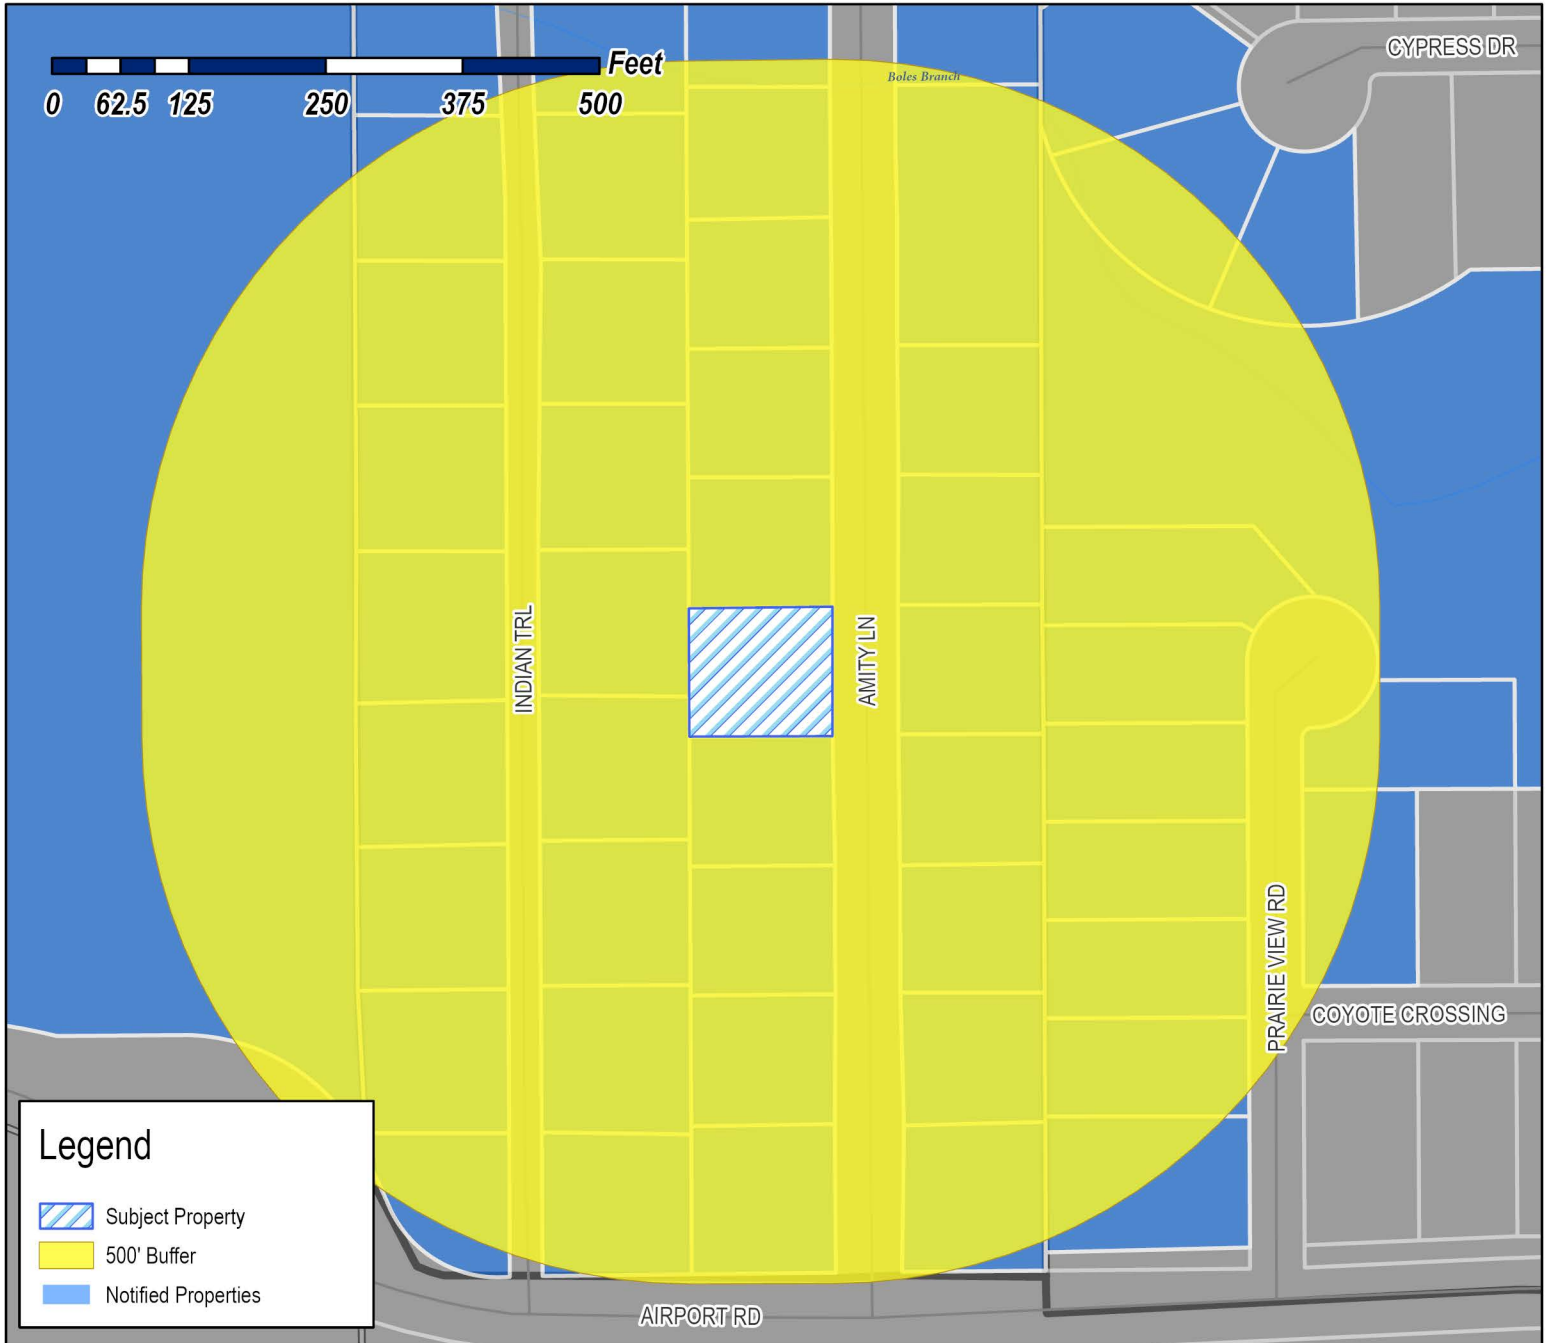 CYPRESS DR
Feet
Boles Branch
0 62.5 125 250 375 500
INDIAN TRL
AMITY LN
PRAIRIE VIEW RD
COYOTE CROSSING
Legend
Subject Property
500' Buffer
Notified Properties
AIRPORT RD